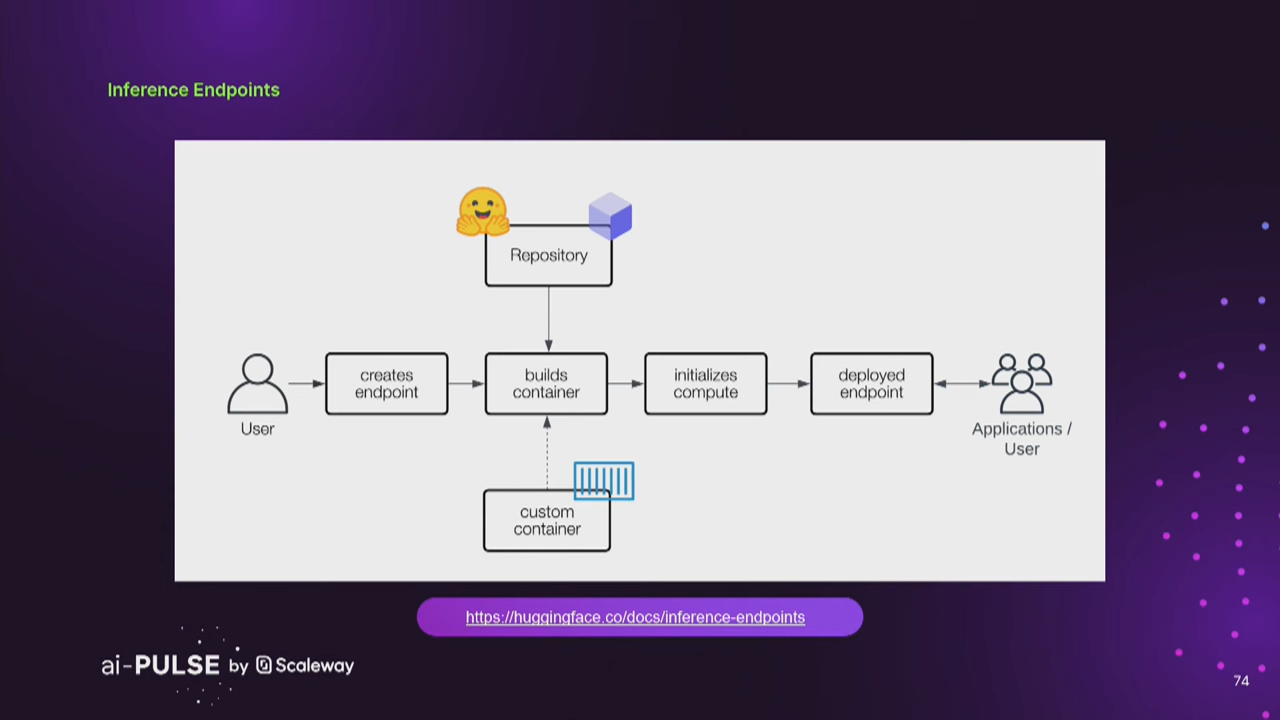 Inference Endpoints
Repository
creates
endpoint
builds
container
initializes
compute
deployed
endpoint
User
Applications /
User
custom
container
https://huggingface.co/docs/inference-endpoints
ai-PULSE by Scaleway
74